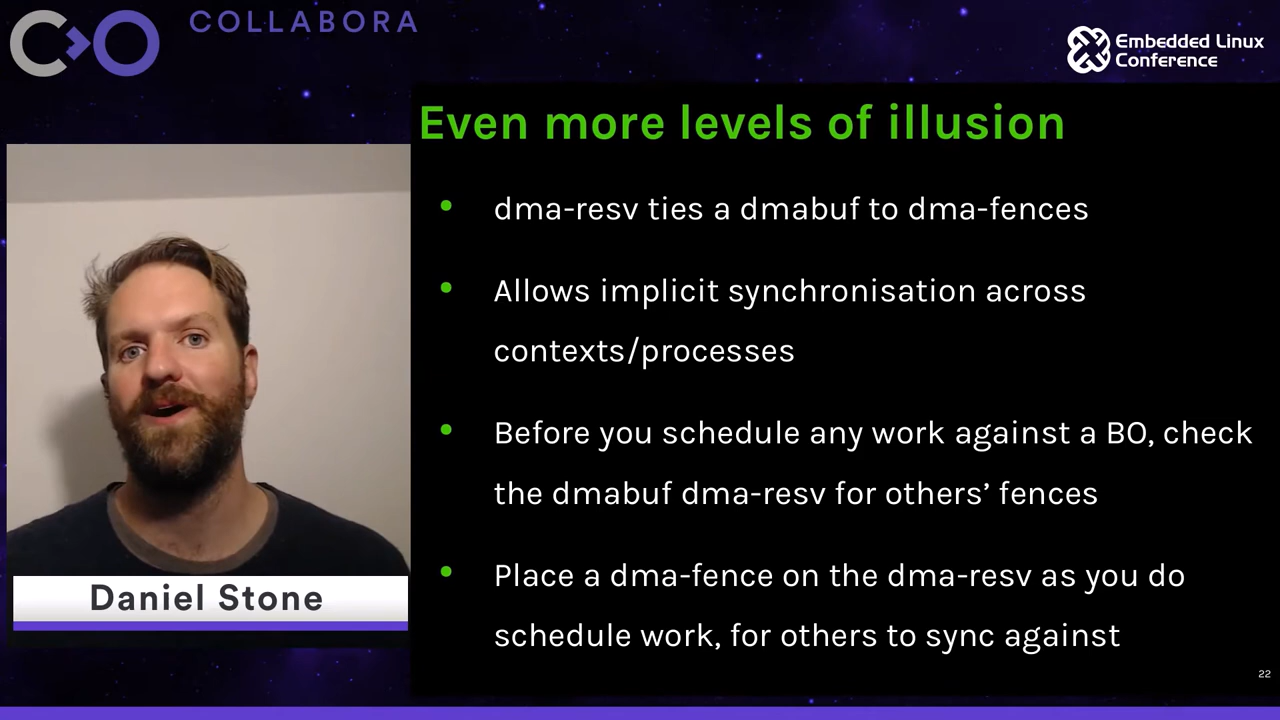 COLLABORA
Embedded Linux
Conference
Even more levels of illusion
• dma-resv ties a dmabuf to dma-fences
• Allows implicit synchronisation across
contexts/processes
• Before you schedule any work against a BO, check
the dmabuf dma-resv for others’ fences
• Place a dma-fence on the dma-resv as you do
schedule work, for others to sync against
Daniel Stone
22